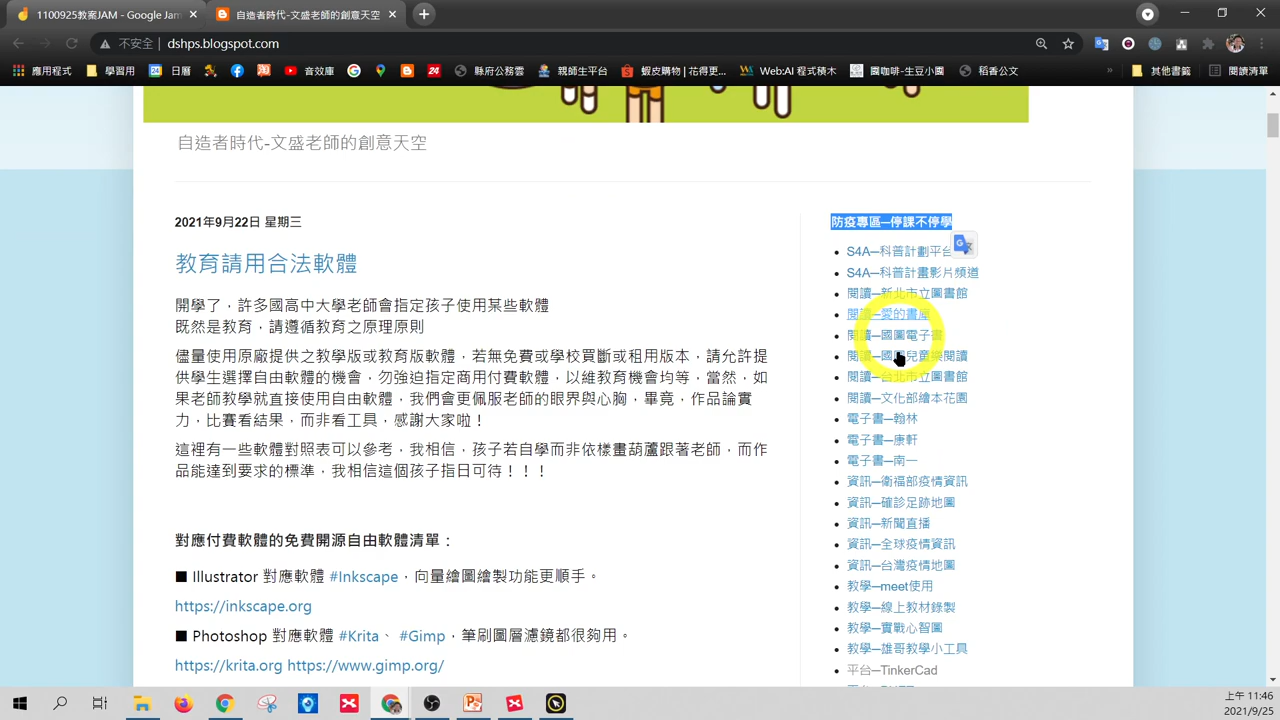 1100925教案JAM - Google Jam
自造者時代-文盛老師的創意天空
不安全
dshps.blogspot.com
應用程式
學習用
日曆
音效庫
縣府公務雲
親師生平台
蝦皮購物 | 花得更...
Web:AI 程式積木
國咖啡-生豆小園
稻香公文
»
其他書籤
閱讀清單
自造者時代-文盛老師的創意天空
2021年9月22日 星期三
教育請用合法軟體
開學了，許多國高中大學老師會指定孩子使用某些軟體
既然是教育，請遵循教育之原理原則
儘量使用原廠提供之教學版或教育版軟體，若無免費或學校買斷或租用版本，請允許提
供學生選擇自由軟體的機會，勿強迫指定商用付費軟體，以維教育機會均等，當然，如
果老師教學就直接使用自由軟體，我們會更佩服老師的眼界與心胸，畢竟，作品論實
力，比賽看結果，而非看工具，感謝大家啦！
這裡有一些軟體對照表可以參考，我相信，孩子若自學而非依樣畫葫蘆跟著老師，而作
品能達到要求的標準，我相信這個孩子指日可待！！！
對應付費軟體的免費開源自由軟體清單：
■ Illustrator 對應軟體 #Inkscape，向量繪圖繪製功能更順手。
https://inkscape.org
■ Photoshop 對應軟體 #Krita、 #Gimp，筆刷圖層濾鏡都很夠用。
https://krita.org https://www.gimp.org/
防疫專區—停課不停學
S4A—科普計劃平台
S4A—科普計畫影片頻道
閱讀—新北市立圖書館
閱讀—愛的書庫
閱讀—國圖電子書
閱讀—國圖兒童樂閱讀
閱讀—台北市立圖書館
閱讀—文化部繪本花園
電子書—翰林
電子書—康軒
電子書—南一
資訊—衛福部疫情資訊
資訊—確診足跡地圖
資訊—新聞直播
資訊—全球疫情資訊
資訊—台灣疫情地圖
教學—meet使用
教學—線上教材錄製
教學—實戰心智圖
教學—雄哥教學小工具
平台—TinkerCad
上午 11:46
2021/9/25